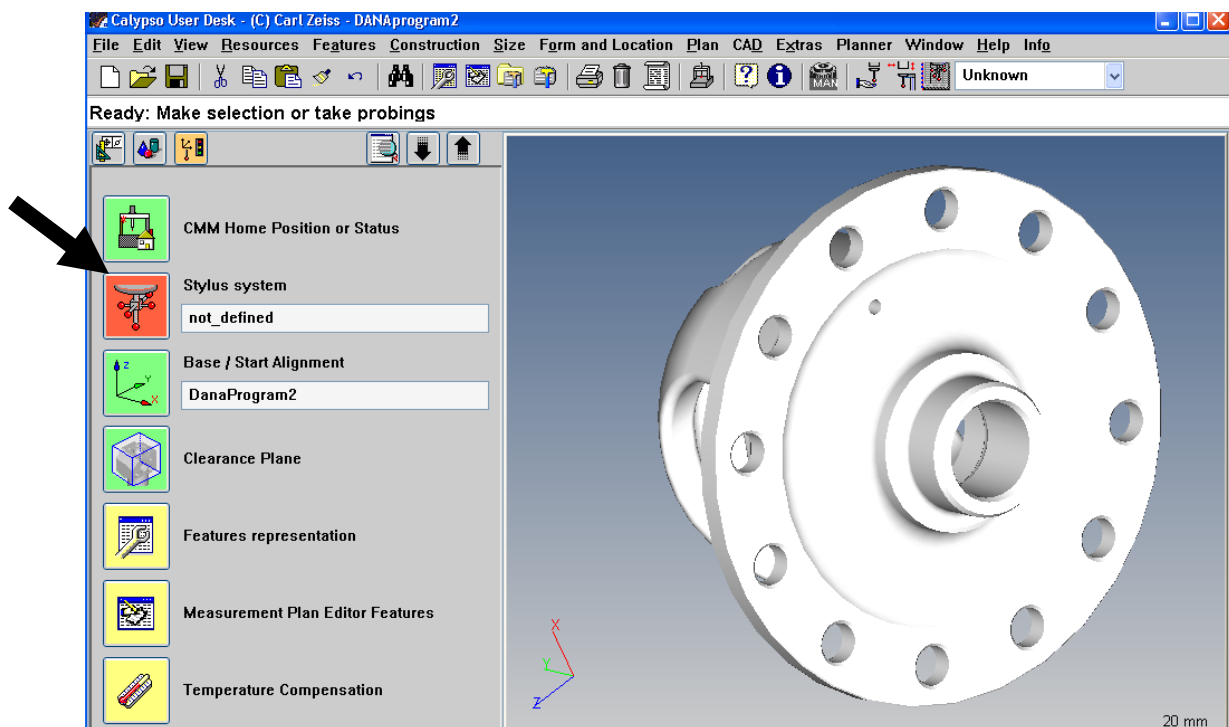 Calypso User Desk - (C) Carl Zeiss - DANAprogram2
File Edit View Resources Features Construction Size Form and Location Plan CAD Extras Planner Window Help Info
MAN Unknown
Ready: Make selection or take probings
CMM Home Position or Status
Stylus system
not_defined
Z Y X
Base / Start Alignment
DanaProgram2
Clearance Plane
Features representation
Measurement Plan Editor Features
Temperature Compensation
X
Y
Z
20 mm